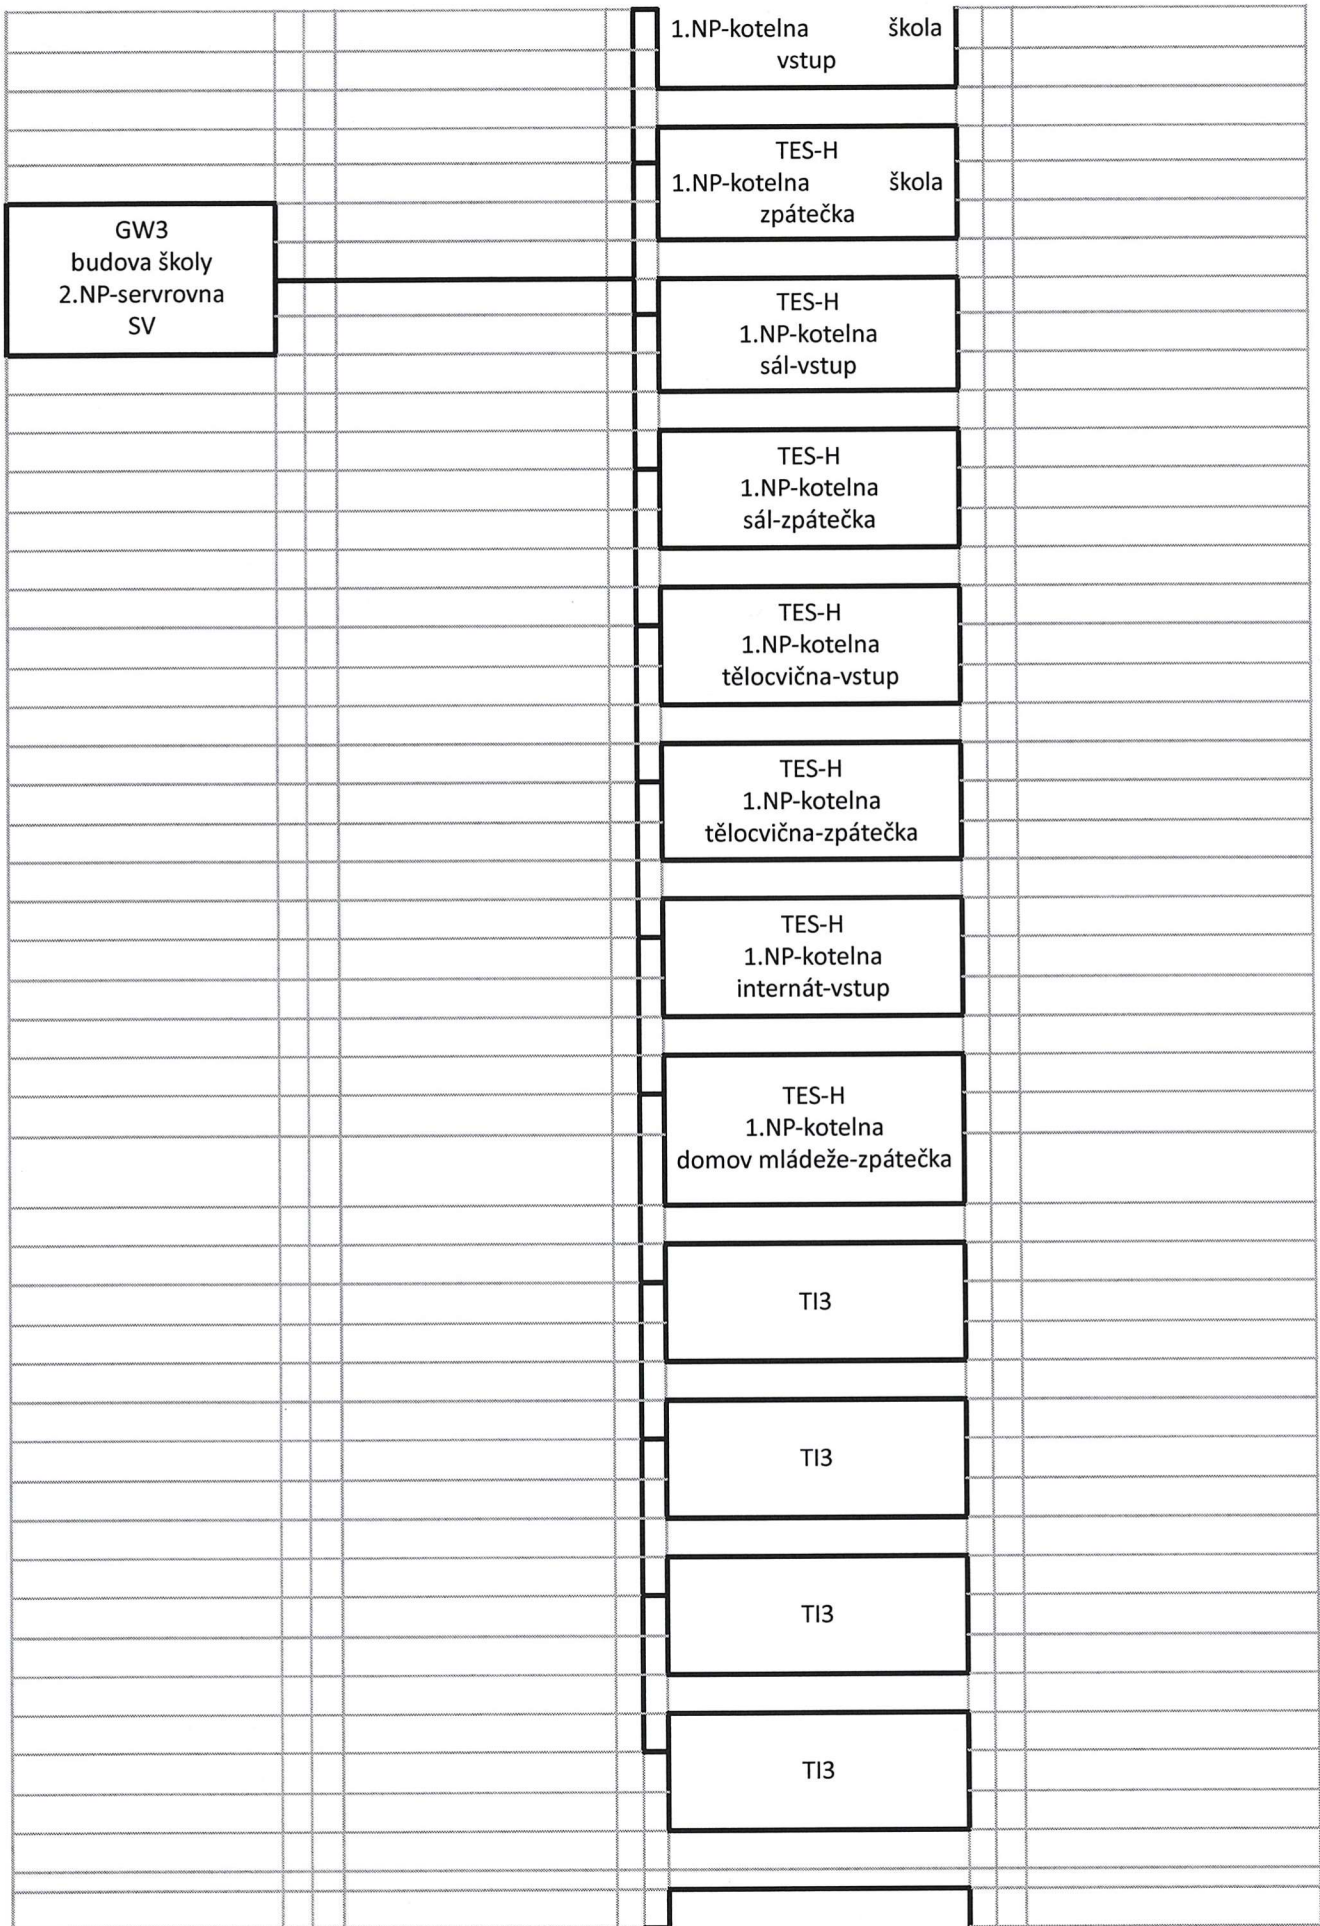 1.NP-kotelna škola
vstup
TES-H
1.NP-kotelna škola
zpátečka
GW3
budova školy
2.NP-servrovna
SV
TES-H
1.NP-kotelna
sál-vstup
TES-H
1.NP-kotelna
sál-zpátečka
TES-H
1.NP-kotelna
tělocvična-vstup
TES-H
1.NP-kotelna
tělocvična-zpátečka
TES-H
1.NP-kotelna
internát-vstup
TES-H
1.NP-kotelna
domov mládeže-zpátečka
TI3
TI3
TI3
TI3